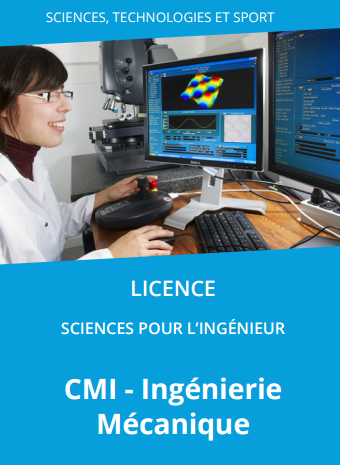 SCIENCES, TECHNOLOGIES ET SPORT
LICENCE
SCIENCES POUR L'INGÉNIEUR
CMI - Ingénierie
Mécanique